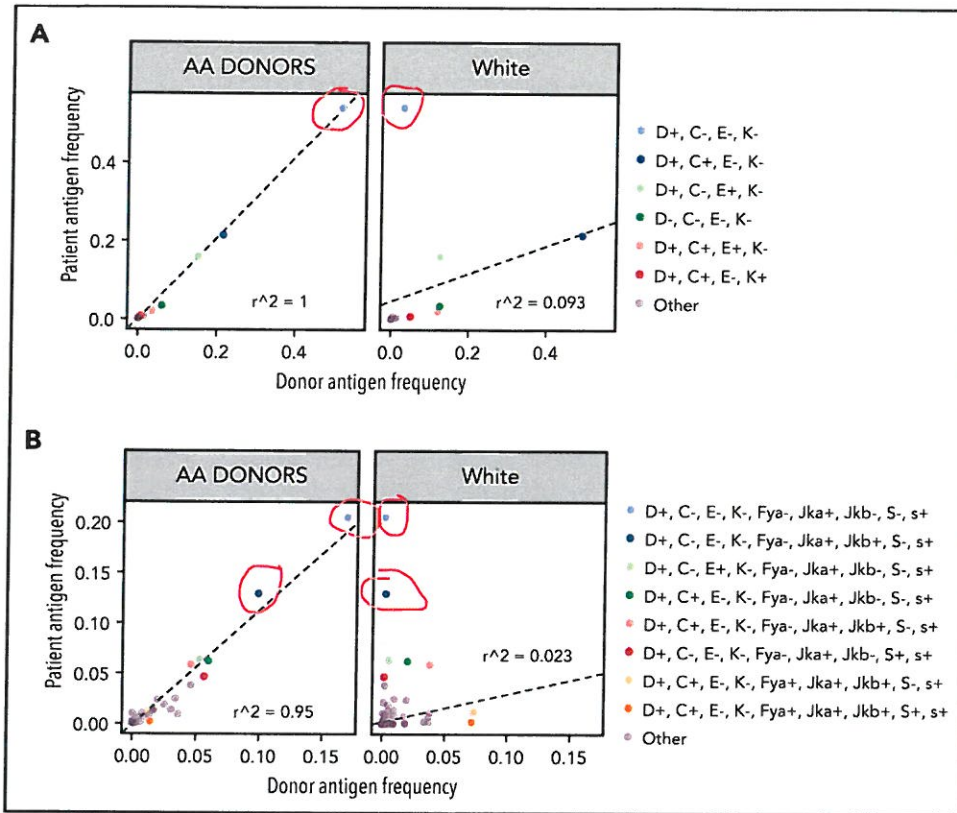 A
AA DONORS
White
Patient antigen frequency
0.4
0.2
0.0
r^2 = 1
r^2 = 0.093
0.0
0.2
0.4
0.0
0.2
0.4
Donor antigen frequency
D+, C-, E-, K-
D+, C+, E-, K-
D+, C-, E+, K-
D-, C-, E-, K-
D+, C+, E+, K-
D+, C+, E-, K+
Other
B
AA DONORS
White
Patient antigen frequency
0.20
0.15
0.10
0.05
0.00
r^2 = 0.95
r^2 = 0.023
0.00
0.05
0.10
0.15
0.00
0.05
0.10
0.15
Donor antigen frequency
D+, C-, E-, K-, Fya-, Jka+, Jkb-, S-, s+
D+, C-, E-, K-, Fya-, Jka+, Jkb+, S-, s+
D+, C-, E+, K-, Fya-, Jka+, Jkb-, S-, s+
D+, C+, E-, K-, Fya-, Jka+, Jkb-, S-, s+
D+, C+, E-, K-, Fya-, Jka+, Jkb+, S-, s+
D+, C-, E-, K-, Fya-, Jka+, Jkb-, S+, s+
D+, C+, E-, K-, Fya+, Jka+, Jkb+, S-, s+
D+, C+, E-, K-, Fya+, Jka+, Jkb+, S+, s+
Other